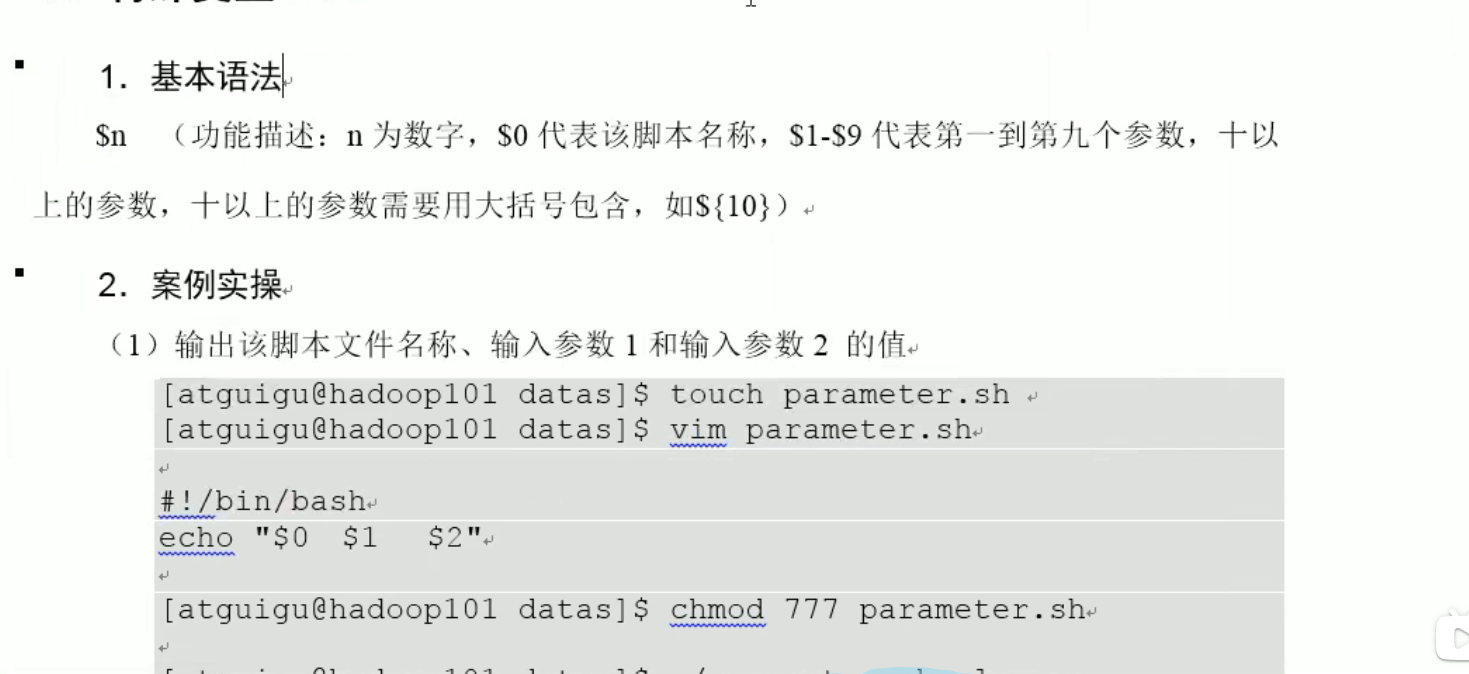 1. 基本语法
$n （功能描述：n 为数字，$0 代表该脚本名称，$1-$9 代表第一到第九个参数，十以
上的参数，十以上的参数需要用大括号包含，如${10}）
2. 案例实操
（1）输出该脚本文件名称、输入参数 1 和输入参数 2 的值
[atguigu@hadoop101 datas]$ touch parameter.sh
[atguigu@hadoop101 datas]$ vim parameter.sh
#!/bin/bash
echo "$0  $1   $2"
[atguigu@hadoop101 datas]$ chmod 777 parameter.sh